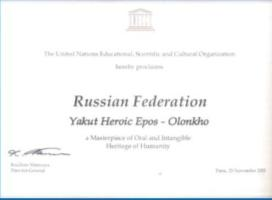 The United Nations Educational, Scientific and Cultural Organization
hereby proclaims
Russian Federation
Yakut Heroic Epos - Olonkho
a Masterpiece of Oral and Intangible
Heritage of Humanity
Director-General
Paris, 25 November